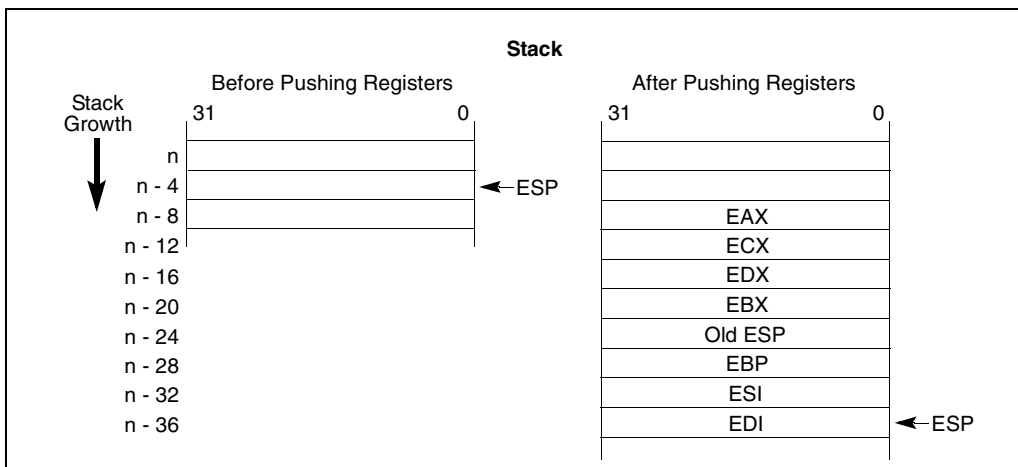 Stack
Before Pushing Registers
After Pushing Registers
Stack
Growth
31 0
31 0
n
n - 4
ESP
n - 8
EAX
n - 12
ECX
n - 16
EDX
n - 20
EBX
n - 24
Old ESP
n - 28
EBP
n - 32
ESI
n - 36
EDI
ESP